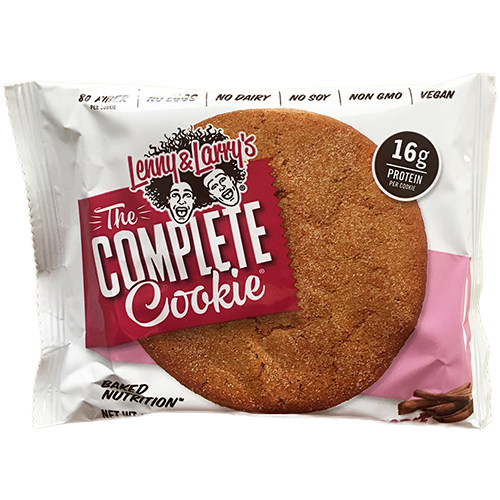 8G FIBER
PER COOKIE
NO EGGS
NO DAIRY
NO SOY
NON GMO
VEGAN
Lenny & Larry's
The
COMPLETE
Cookie®
16g
PROTEIN
PER COOKIE
BAKED
NUTRITION™
NET